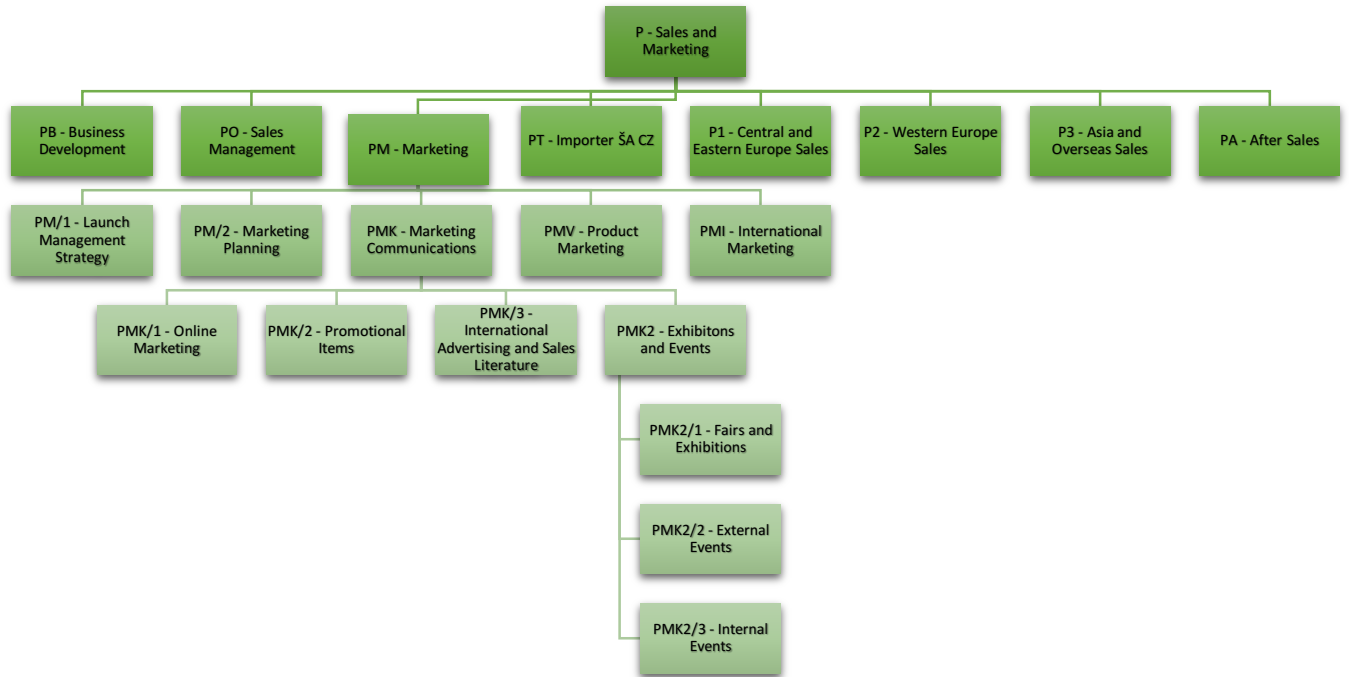 P - Sales and
Marketing
PB - Business
Development
PO - Sales
Management
PM - Marketing
PT - Importer ŠA CZ
P1 - Central and
Eastern Europe Sales
P2 - Western Europe
Sales
P3 - Asia and
Overseas Sales
PA - After Sales
PM/1 - Launch
Management
Strategy
PM/2 - Marketing
Planning
PMK - Marketing
Communications
PMV - Product
Marketing
PMI - International
Marketing
PMK/1 - Online
Marketing
PMK/2 - Promotional
Items
PMK/3 -
International
Advertising and Sales
Literature
PMK2 - Exhibitons
and Events
PMK2/1 - Fairs and
Exhibitions
PMK2/2 - External
Events
PMK2/3 - Internal
Events